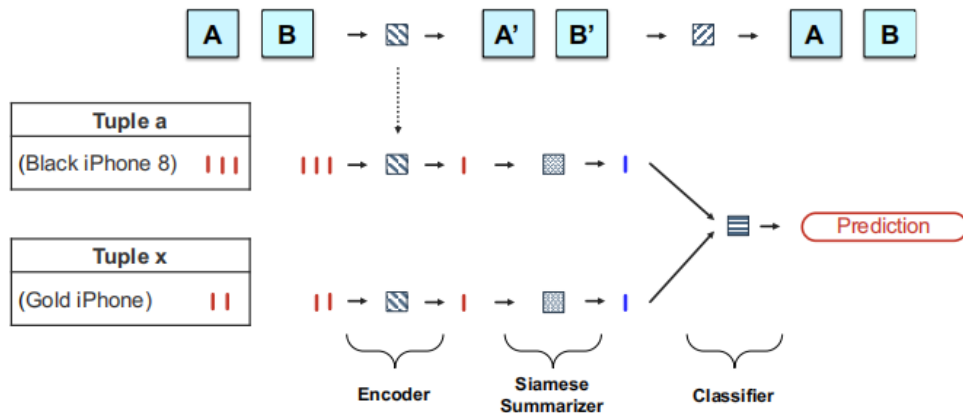 A B A' B' A B
Tuple a
(Black iPhone 8)
Prediction
Tuple x
(Gold iPhone)
Encoder
Siamese
Summarizer
Classifier